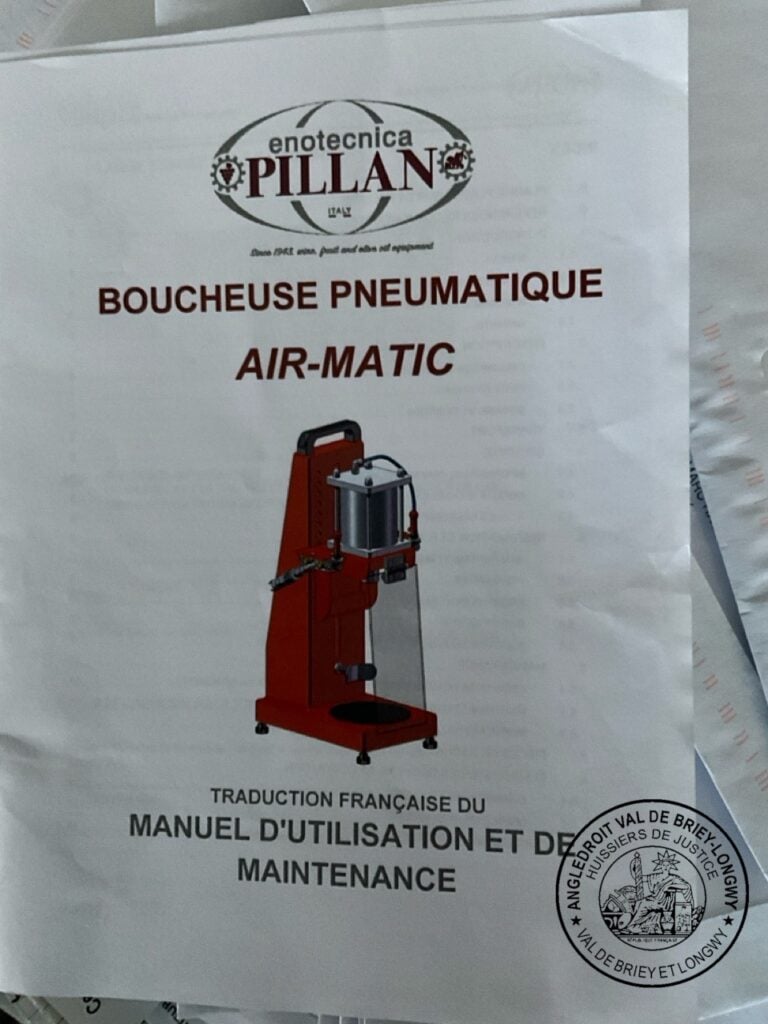 enotecnica
PILLAN
ITALY
Since 1943, wine, fruit and olive oil equipment
BOUCHEUSE PNEUMATIQUE
AIR-MATIC
TRADUCTION FRANÇAISE DU
MANUEL D'UTILISATION ET DE
MAINTENANCE
ANGLEDROIT VAL DE BRIEY-LONGWY
HUISSIERS DE JUSTICE
VAL DE BRIEY ET LONGWY